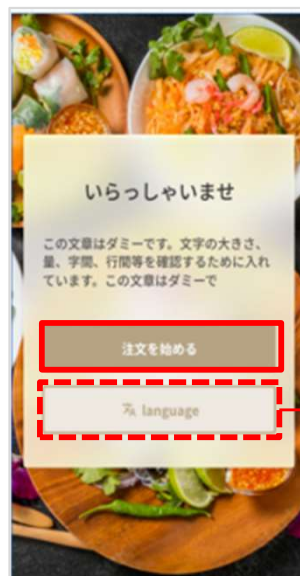 いらっしゃいませ
この文章はダミーです。文字の大きさ、
量、字間、行間等を確認するために入れ
ています。この文章はダミーで
注文を始める
language